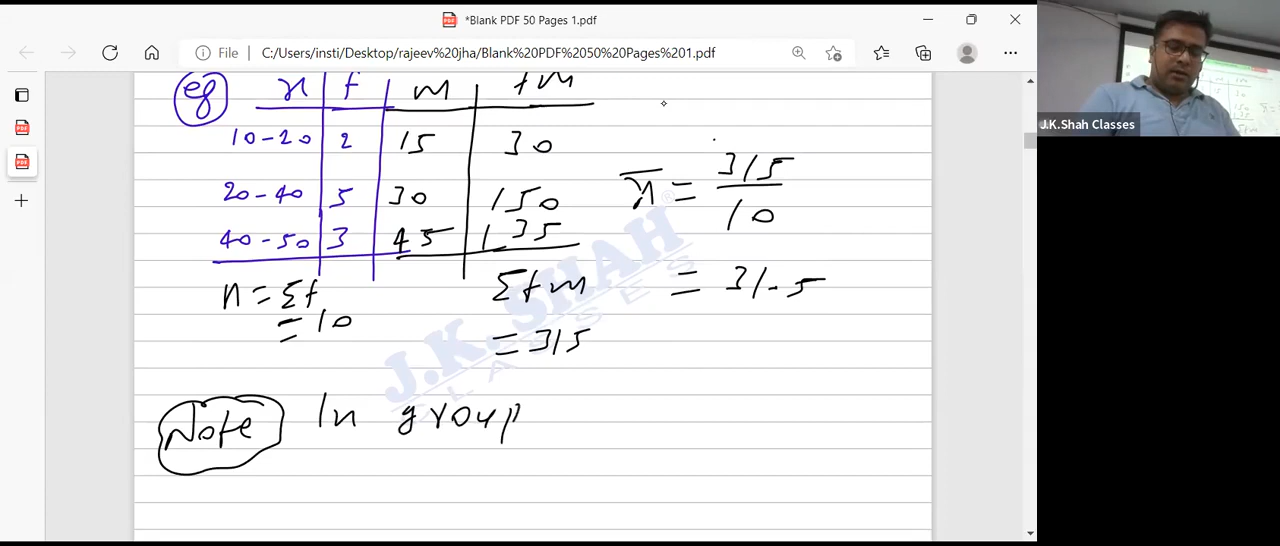 *Blank PDF 50 Pages 1.pdf
File C:/Users/insti/Desktop/rajeev%20jha/Blank%20PDF%2050%20Pages%201.pdf
J.K.Shah Classes
eg x f m fm
10-20 2 15 30
20-40 5 30 150
40-50 3 45 135
n = Σf
= 10
Σfm
= 315
x̄ = 315/10
= 31.5
J.K. SHAH®
CLASSES
Note In group